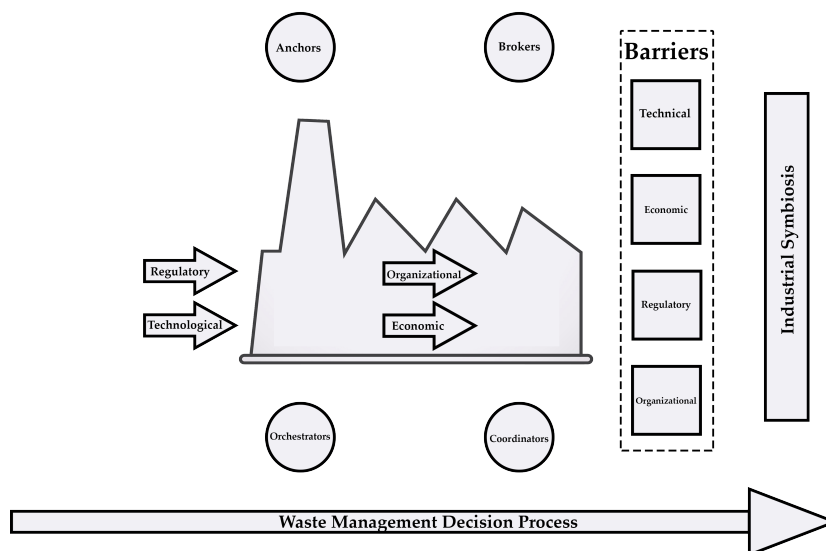 Anchors
Brokers
Barriers
Technical
Economic
Regulatory
Organizational
Industrial Symbiosis
Regulatory
Technological
Organizational
Economic
Orchestrators
Coordinators
Waste Management Decision Process